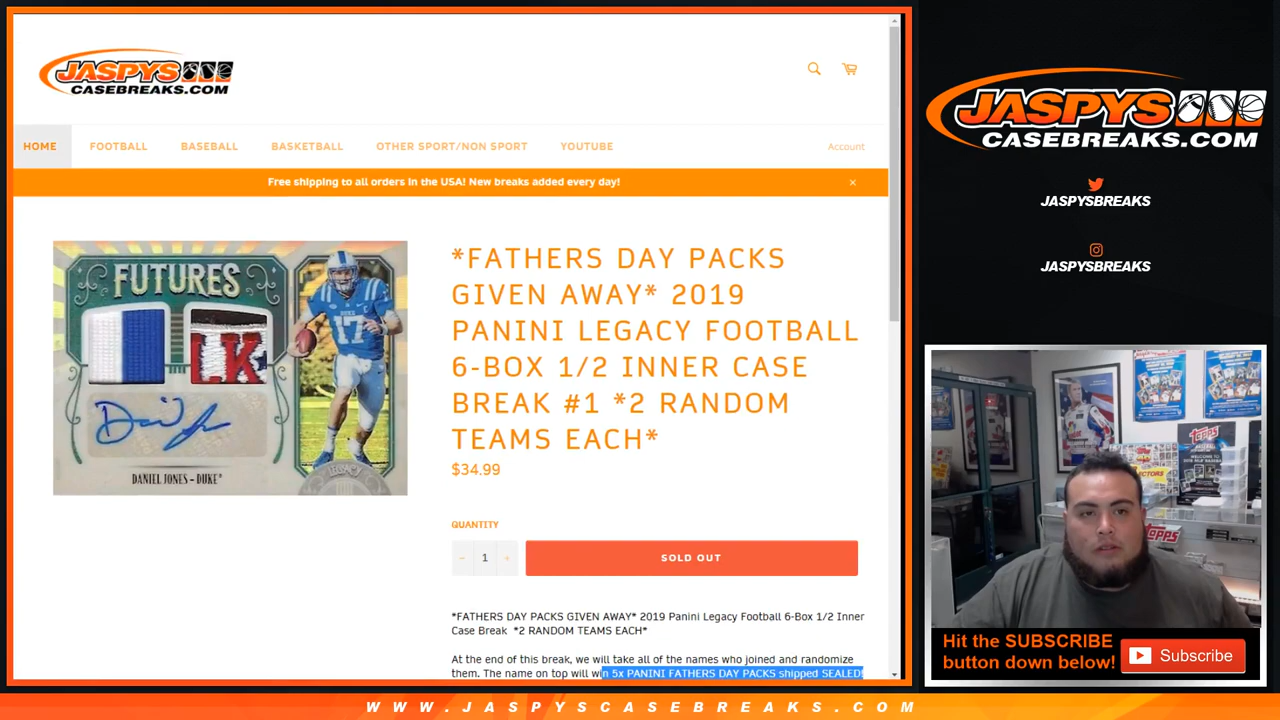 JASPYS
CASEBREAKS.COM
HOME
FOOTBALL
BASEBALL
BASKETBALL
OTHER SPORT/NON SPORT
YOUTUBE
Account
Free shipping to all orders in the USA! New breaks added every day!
×
FUTURES
DUKE
17
LEGACY
DANIEL JONES - DUKE
*FATHERS DAY PACKS
GIVEN AWAY* 2019
PANINI LEGACY FOOTBALL
6-BOX 1/2 INNER CASE
BREAK #1 *2 RANDOM
TEAMS EACH*
$34.99
QUANTITY
− 1 +
SOLD OUT
*FATHERS DAY PACKS GIVEN AWAY* 2019 Panini Legacy Football 6-Box 1/2 Inner
Case Break *2 RANDOM TEAMS EACH*
At the end of this break, we will take all of the names who joined and randomize
them. The name on top will win 5x PANINI FATHERS DAY PACKS shipped SEALED!
JASPYS
CASEBREAKS.COM
JASPYSBREAKS
JASPYSBREAKS
topps
TOPPS
Hit the SUBSCRIBE
button down below!
Subscribe
WWW.JASPYSCASEBREAKS.COM